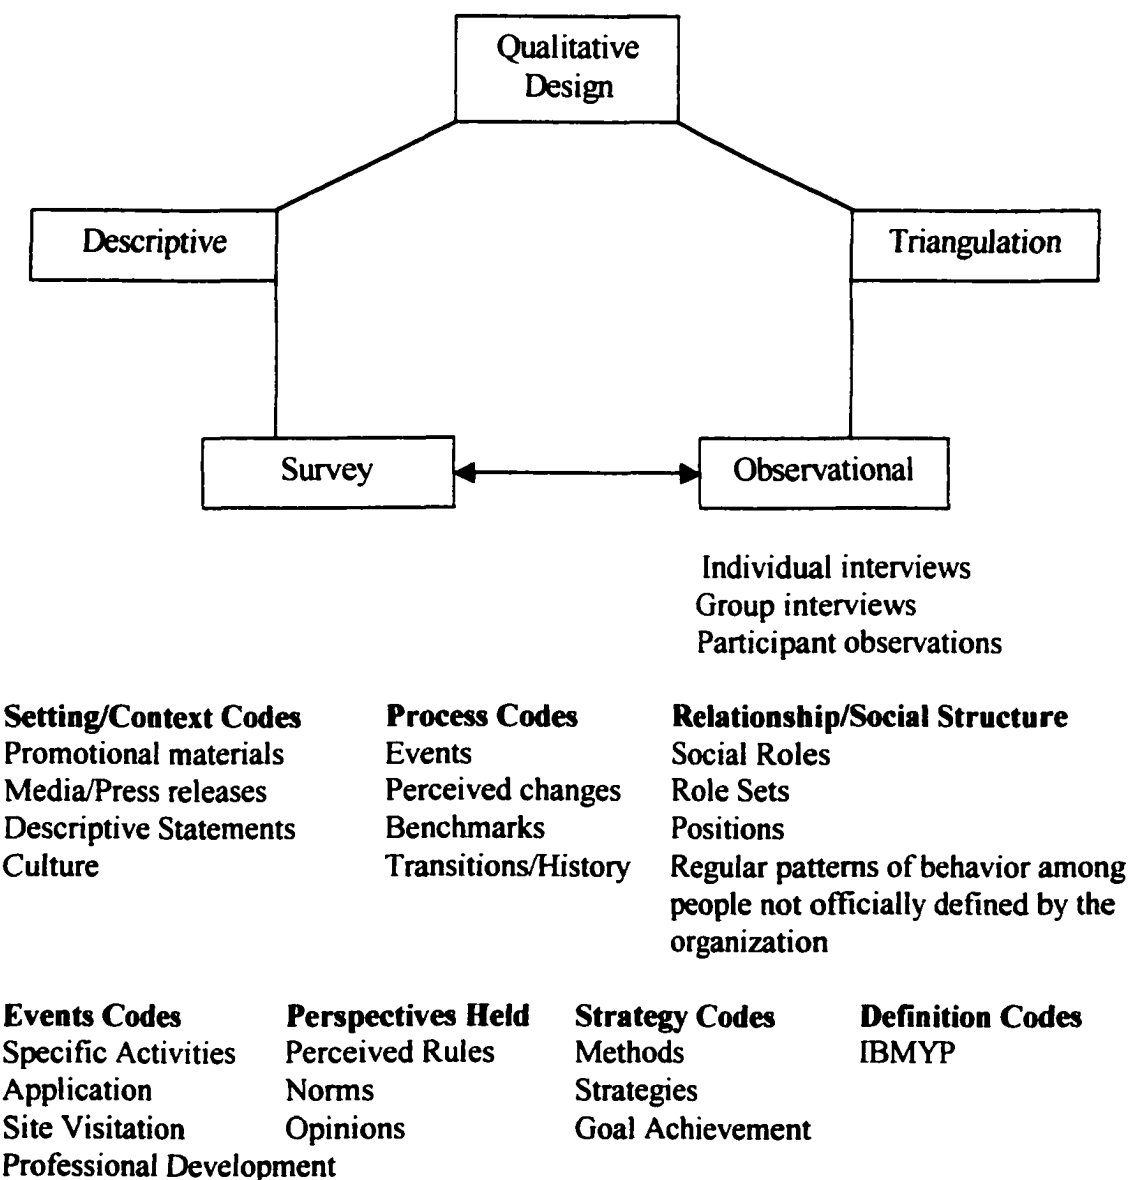 Qualitative
Design
Descriptive
Triangulation
Survey
Observational
Individual interviews
Group interviews
Participant observations
Setting/Context Codes
Promotional materials
Media/Press releases
Descriptive Statements
Culture
Process Codes
Events
Perceived changes
Benchmarks
Transitions/History
Relationship/Social Structure
Social Roles
Role Sets
Positions
Regular patterns of behavior among
people not officially defined by the
organization
Events Codes
Specific Activities
Application
Site Visitation
Professional Development
Perspectives Held
Perceived Rules
Norms
Opinions
Strategy Codes
Methods
Strategies
Goal Achievement
Definition Codes
IBMYP